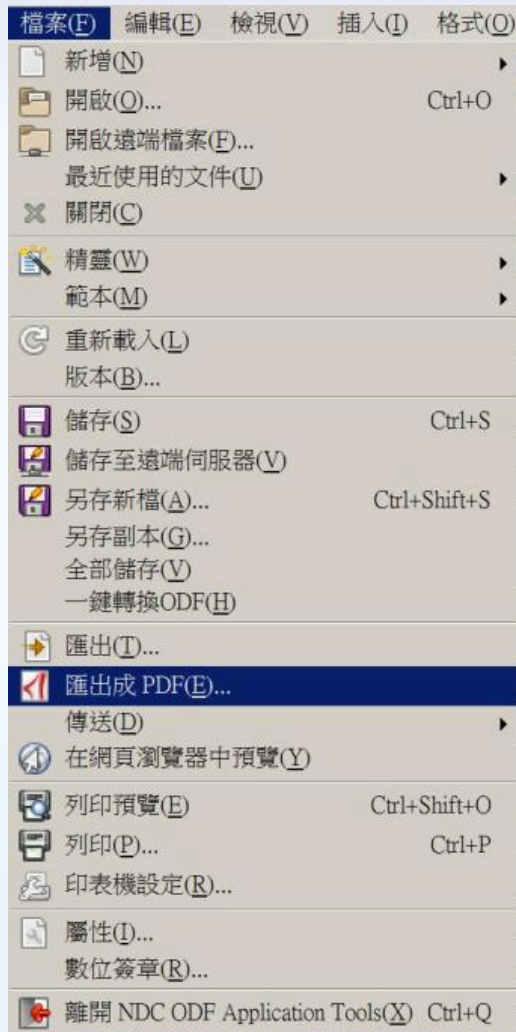 檔案(F) 編輯(E) 檢視(V) 插入(I) 格式(O)
新增(N)
開啟(O)... Ctrl+O
開啟遠端檔案(F)...
最近使用的文件(U)
關閉(C)
精靈(W)
範本(M)
重新載入(L)
版本(B)...
儲存(S) Ctrl+S
儲存至遠端伺服器(V)
另存新檔(A)... Ctrl+Shift+S
另存副本(G)...
全部儲存(V)
一鍵轉換ODF(H)
匯出(T)...
匯出成 PDF(E)...
傳送(D)
在網頁瀏覽器中預覽(Y)
列印預覽(E) Ctrl+Shift+O
列印(P)... Ctrl+P
印表機設定(R)...
屬性(I)...
數位簽章(R)...
離開 NDC ODF Application Tools(X) Ctrl+Q